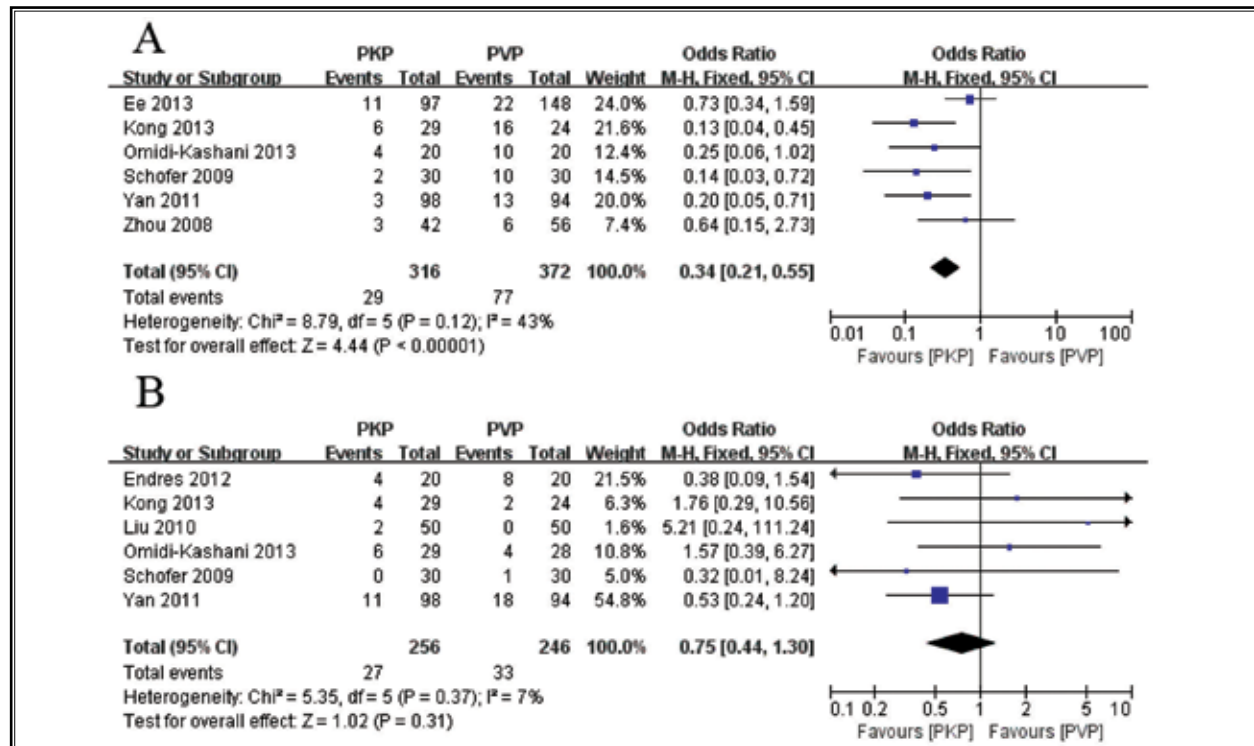 A
PKP PVP Odds Ratio Odds Ratio
Study or Subgroup Events Total Events Total Weight M-H, Fixed, 95% CI M-H, Fixed, 95% CI
Ee 2013 11 97 22 148 24.0% 0.73 [0.34, 1.59]
Kong 2013 6 29 16 24 21.6% 0.13 [0.04, 0.45]
Omidi-Kashani 2013 4 20 10 20 12.4% 0.25 [0.06, 1.02]
Schofer 2009 2 30 10 30 14.5% 0.14 [0.03, 0.72]
Yan 2011 3 98 13 94 20.0% 0.20 [0.05, 0.71]
Zhou 2008 3 42 6 56 7.4% 0.64 [0.15, 2.73]
Total (95% CI) 316 372 100.0% 0.34 [0.21, 0.55]
Total events 29 77
Heterogeneity: Chi² = 8.79, df = 5 (P = 0.12); I² = 43%
Test for overall effect: Z = 4.44 (P < 0.00001)
0.01 0.1 1 10 100
Favours [PKP] Favours [PVP]
B
PKP PVP Odds Ratio Odds Ratio
Study or Subgroup Events Total Events Total Weight M-H, Fixed, 95% CI M-H, Fixed, 95% CI
Endres 2012 4 20 8 20 21.5% 0.38 [0.09, 1.54]
Kong 2013 4 29 2 24 6.3% 1.76 [0.29, 10.56]
Liu 2010 2 50 0 50 1.6% 5.21 [0.24, 111.24]
Omidi-Kashani 2013 6 29 4 28 10.8% 1.57 [0.39, 6.27]
Schofer 2009 0 30 1 30 5.0% 0.32 [0.01, 8.24]
Yan 2011 11 98 18 94 54.8% 0.53 [0.24, 1.20]
Total (95% CI) 256 246 100.0% 0.75 [0.44, 1.30]
Total events 27 33
Heterogeneity: Chi² = 5.35, df = 5 (P = 0.37); I² = 7%
Test for overall effect: Z = 1.02 (P = 0.31)
0.1 0.2 0.5 1 2 5 10
Favours [PKP] Favours [PVP]